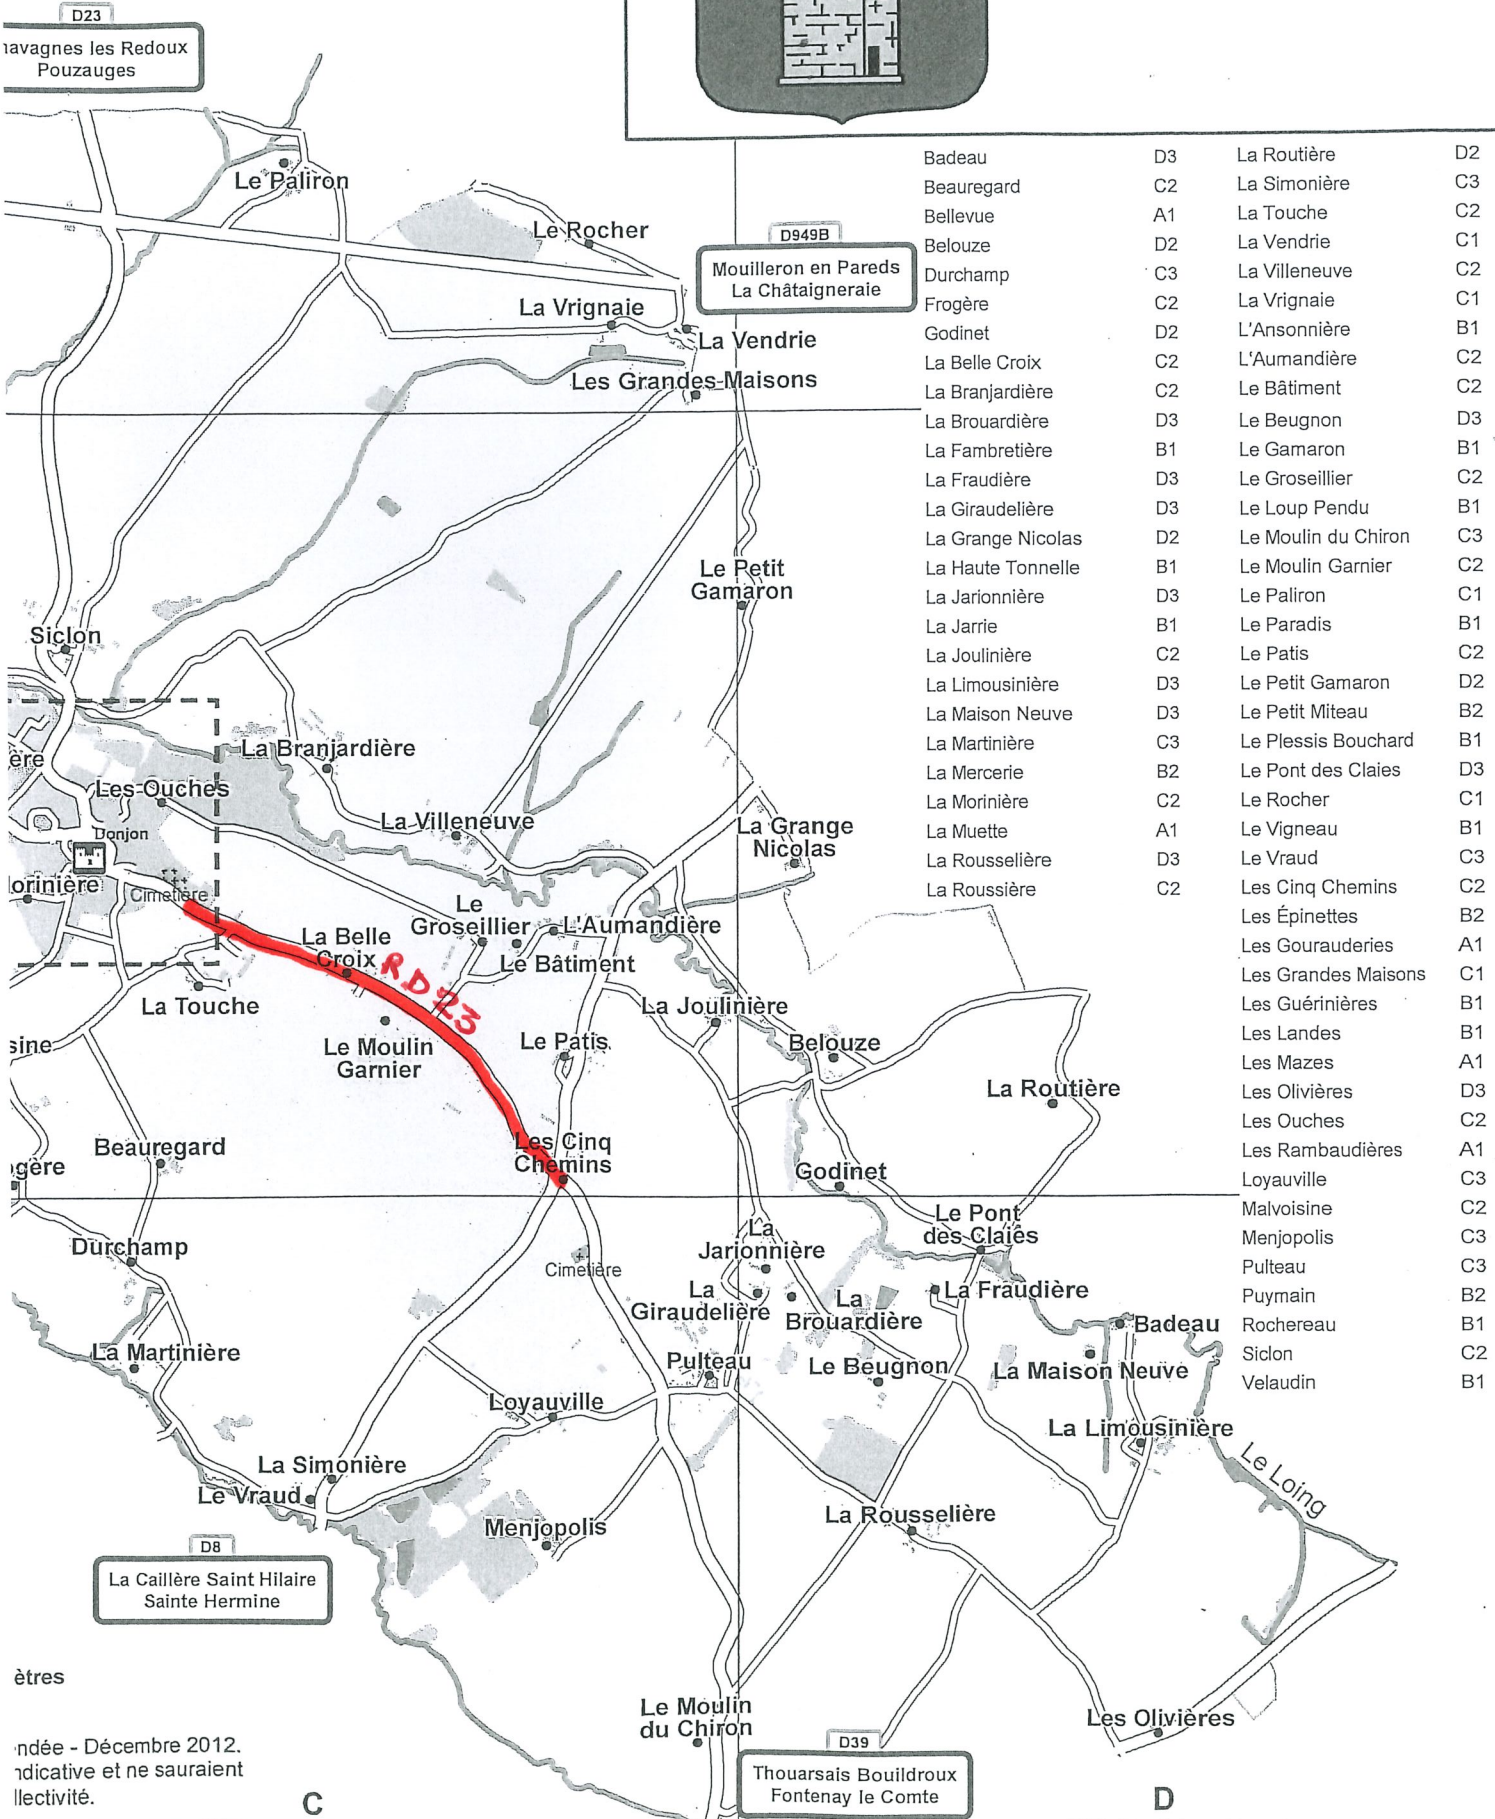 D23
Pouzauges
les Redoux
Le Paliron
Le Rocher
D949B
Mouilleron en Pareds
La Châtaigneraie
La Vrignaie
La Vendrie
Les Grandes Maisons
Le Petit
Gamaron
Siclon
La Branjardière
Les Ouches
La Villeneuve
Donjon
La Grange
Nicolas
Cimetière
Le
Groseillier
L'Aumandière
La Belle
Croix
RD23
Le Bâtiment
La Touche
La Joulinière
Le Moulin
Garnier
Le Patis
Belouze
La Routière
Beauregard
Les Cinq
Chemins
Godinet
Le Pont
des Claies
Durchamp
La
Jarionnière
Cimetière
La
Giraudelière
La
Brouardière
La Fraudière
Badeau
La Martinière
Pulteau
Le Beugnon
La Maison Neuve
Loyauville
La Limousinière
La Simonière
Le Vraud
Le Loing
La Rousselière
Menjopolis
D8
La Caillère Saint Hilaire
Sainte Hermine
Le Moulin
du Chiron
Les Olivières
D39
Thouarsais Bouildroux
Fontenay le Comte
- Décembre 2012.
et ne sauraient
C
D
Badeau D3
Beauregard C2
Bellevue A1
Belouze D2
Durchamp C3
Frogère C2
Godinet D2
La Belle Croix C2
La Branjardière C2
La Brouardière D3
La Fambretière B1
La Fraudière D3
La Giraudelière D3
La Grange Nicolas D2
La Haute Tonnelle B1
La Jarionnière D3
La Jarrie B1
La Joulinière C2
La Limousinière D3
La Maison Neuve D3
La Martinière C3
La Mercerie B2
La Morinière C2
La Muette A1
La Rousselière D3
La Roussière C2
La Routière D2
La Simonière C3
La Touche C2
La Vendrie C1
La Villeneuve C2
La Vrignaie C1
L'Ansonnière B1
L'Aumandière C2
Le Bâtiment C2
Le Beugnon D3
Le Gamaron B1
Le Groseillier C2
Le Loup Pendu B1
Le Moulin du Chiron C3
Le Moulin Garnier C2
Le Paliron C1
Le Paradis B1
Le Patis C2
Le Petit Gamaron D2
Le Petit Miteau B2
Le Plessis Bouchard B1
Le Pont des Claies D3
Le Rocher C1
Le Vigneau B1
Le Vraud C3
Les Cinq Chemins C2
Les Épinettes B2
Les Gourauderies A1
Les Grandes Maisons C1
Les Guérinières B1
Les Landes B1
Les Mazes A1
Les Olivières D3
Les Ouches C2
Les Rambaudières A1
Loyauville C3
Malvoisine C2
Menjopolis C3
Pulteau C3
Puymain B2
Rochereau B1
Siclon C2
Velaudin B1